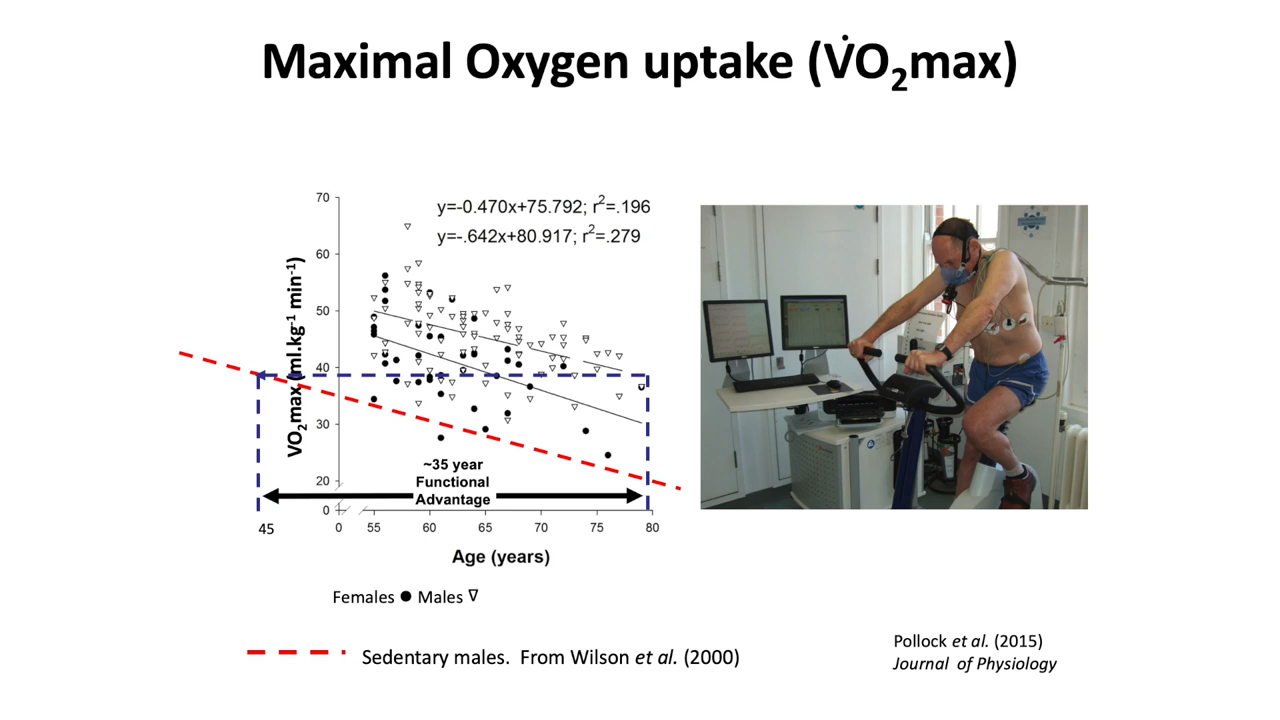 Maximal Oxygen uptake (V̇O₂max)
y=-0.470x+75.792; r²=.196
y=-.642x+80.917; r²=.279
VO₂max (ml.kg⁻¹ min⁻¹)
70
60
50
40
30
20
0
~35 year
Functional
Advantage
45
0 55 60 65 70 75 80
Age (years)
Females ● Males ▽
Sedentary males. From Wilson et al. (2000)
Pollock et al. (2015)
Journal of Physiology